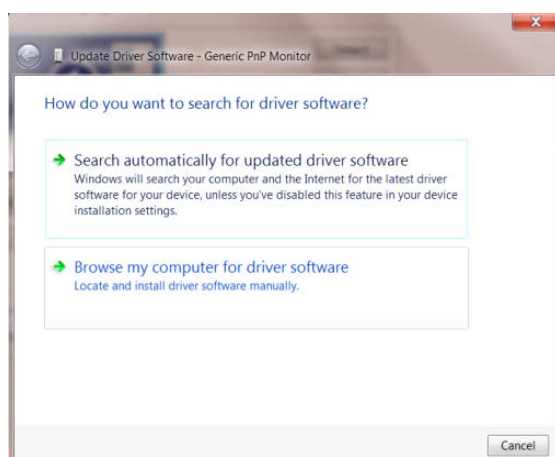 Update Driver Software - Generic PnP Monitor
How do you want to search for driver software?
Search automatically for updated driver software
Windows will search your computer and the Internet for the latest driver
software for your device, unless you've disabled this feature in your device
installation settings.
Browse my computer for driver software
Locate and install driver software manually.
Cancel